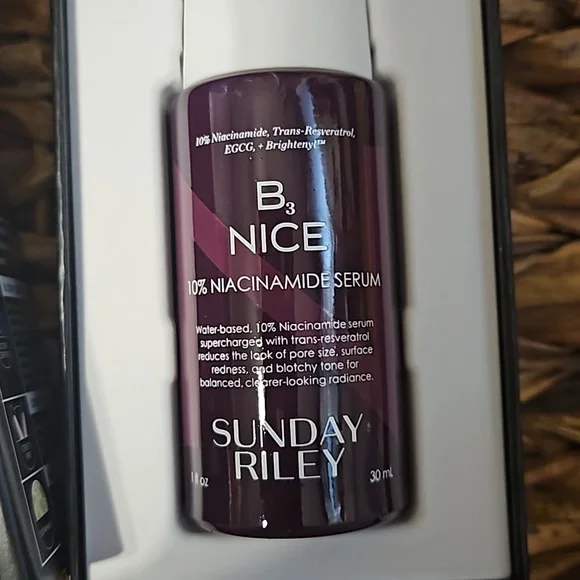 10% Niacinamide, Trans-Resveratrol,
EGCG, + Brightenyl™
B₃
NICE
10% NIACINAMIDE SERUM
Water-based, 10% Niacinamide serum
supercharged with trans-resveratrol
reduces the look of pore size, surface
redness, and blotchy tone for
balanced, clearer-looking radiance.
SUNDAY
RILEY
1 fl oz 30 mL